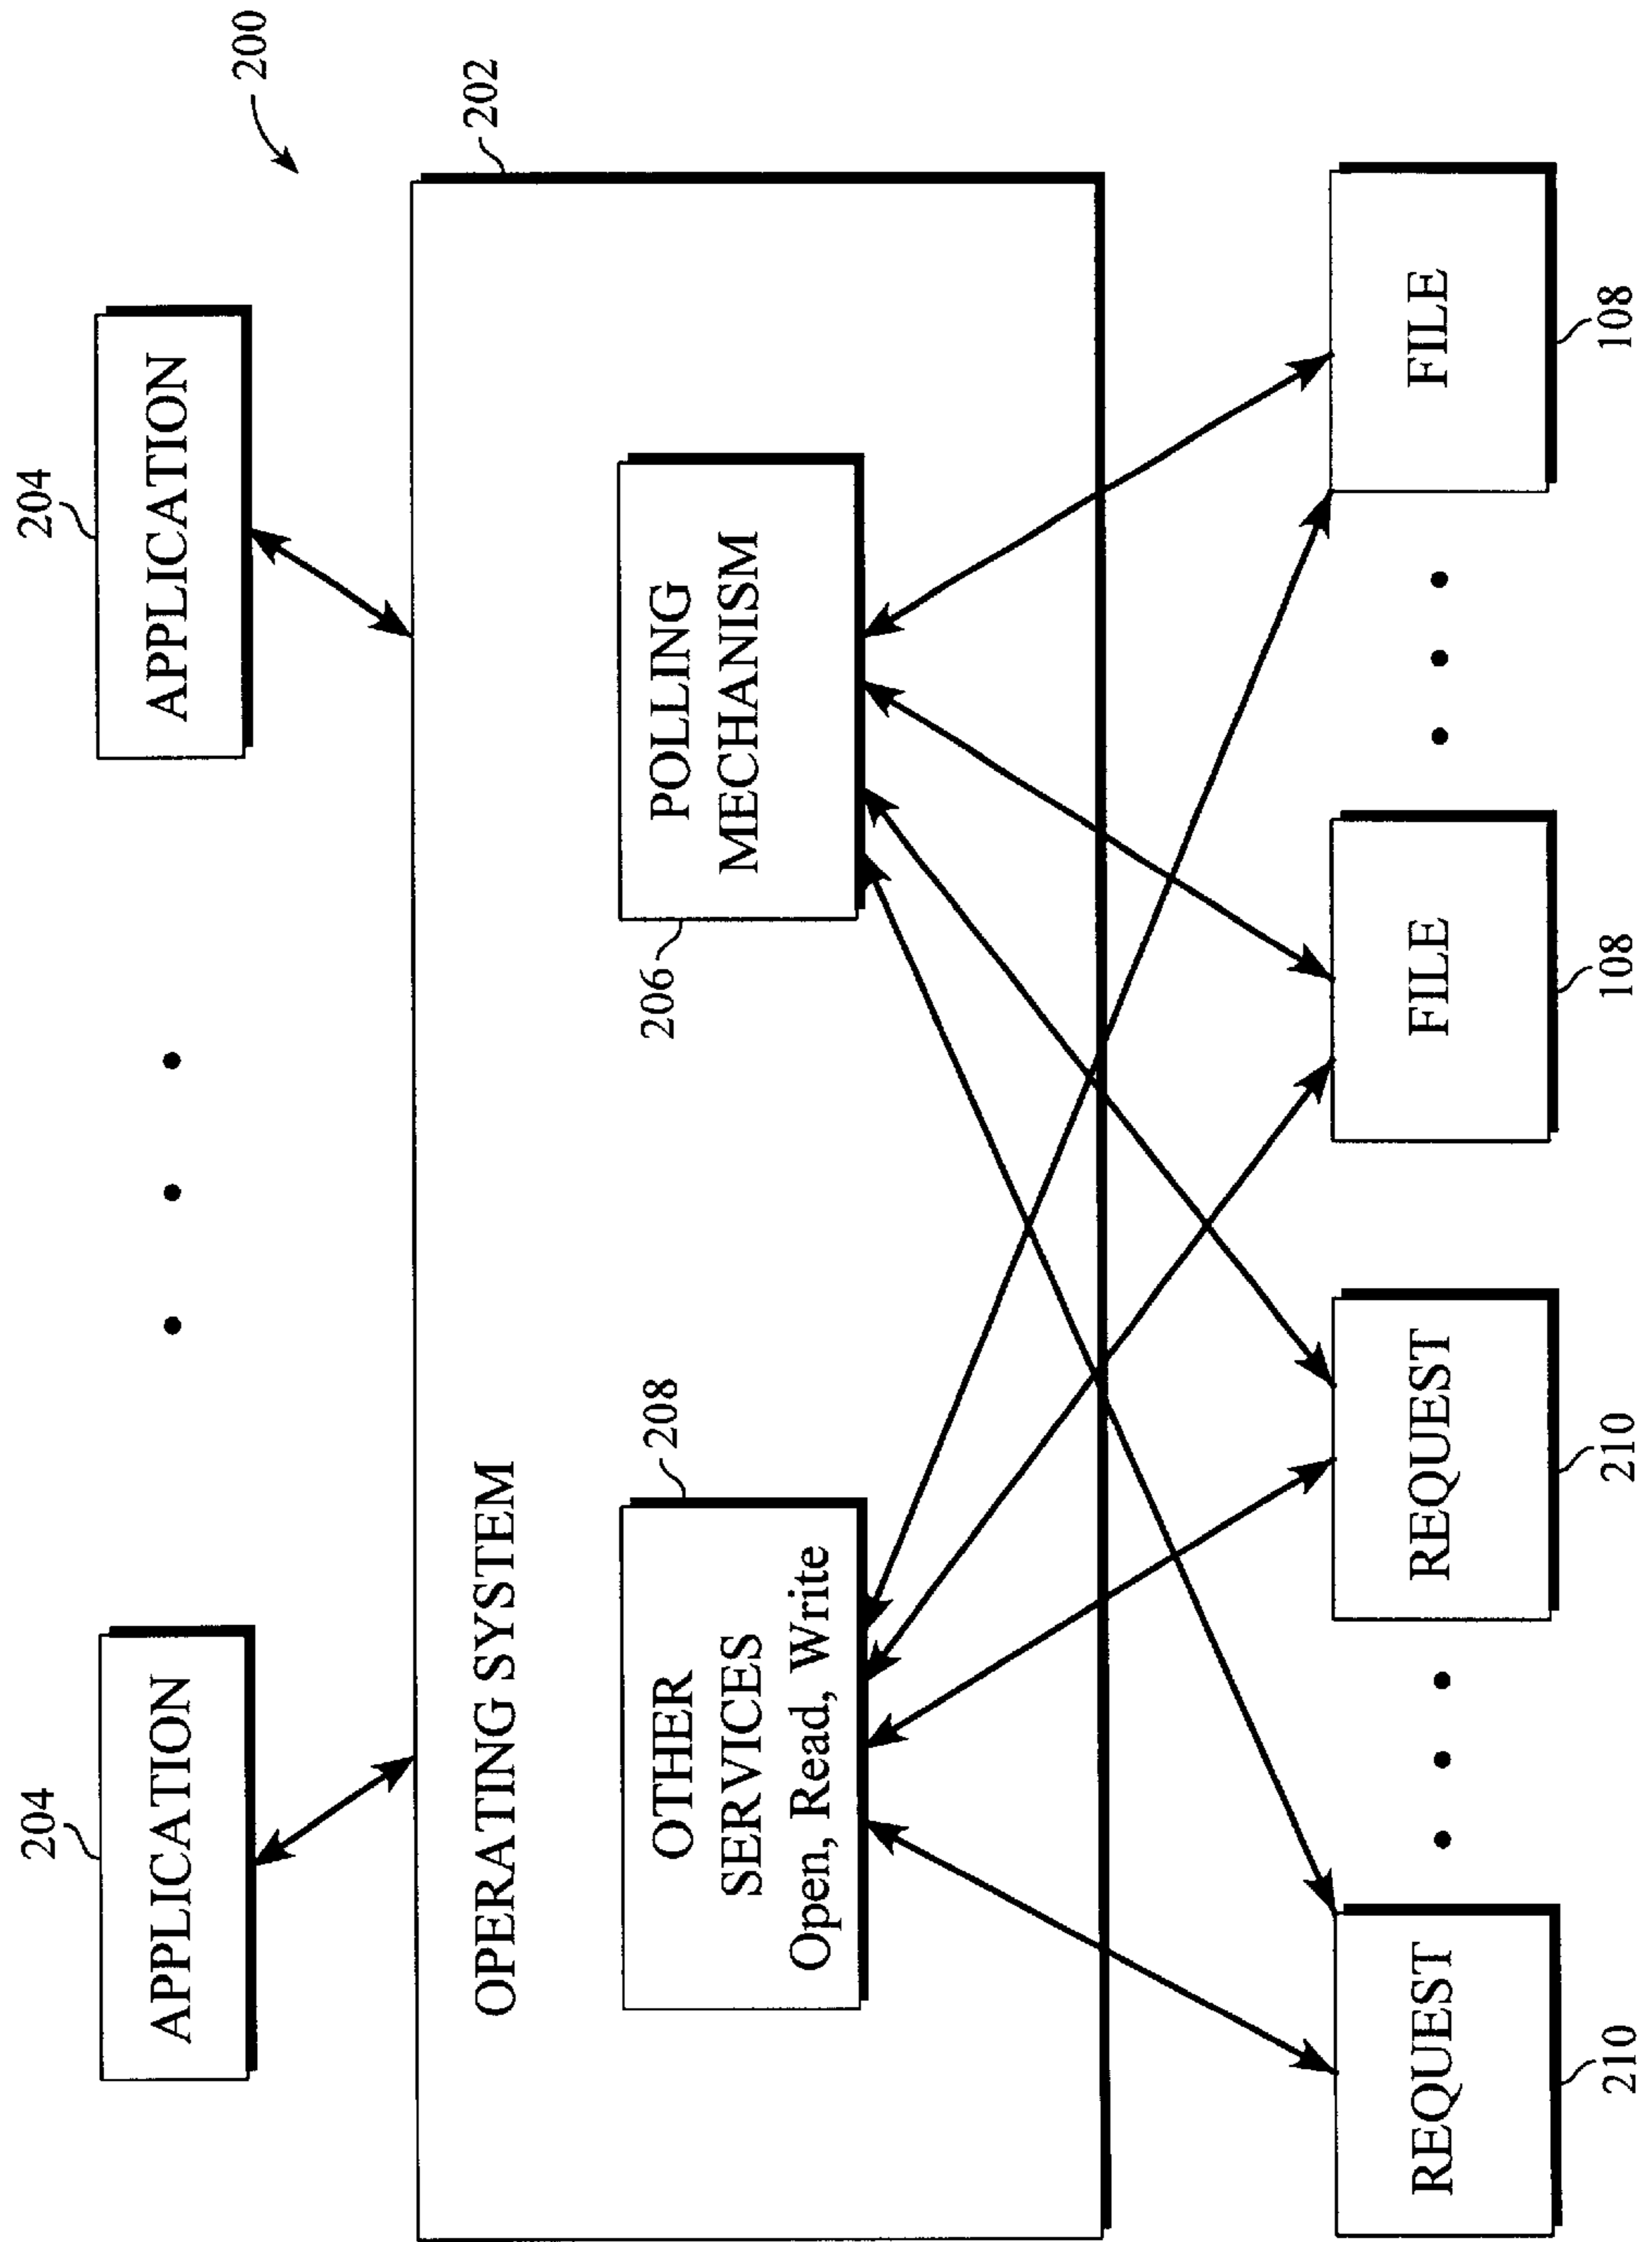 200
204
204
APPLICATION
APPLICATION
202
OPERATING SYSTEM
208
OTHER
SERVICES
Open, Read, Write
206
POLLING
MECHANISM
REQUEST
REQUEST
FILE
FILE
210
210
108
108